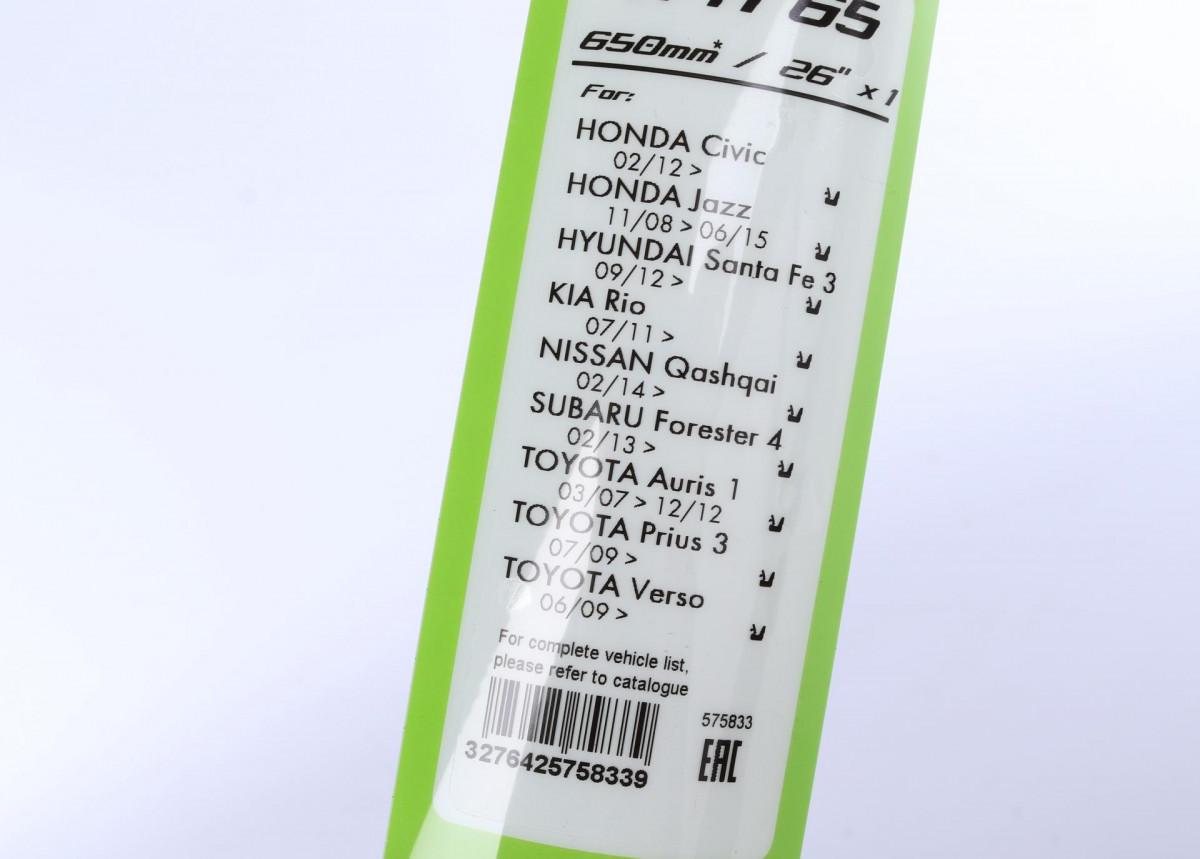 65
650mm* / 26" x 1
For:
HONDA Civic
02/12 >
HONDA Jazz
11/08 > 06/15
HYUNDAI Santa Fe 3
09/12 >
KIA Rio
07/11 >
NISSAN Qashqai
02/14 >
SUBARU Forester 4
02/13 >
TOYOTA Auris 1
03/07 > 12/12
TOYOTA Prius 3
07/09 >
TOYOTA Verso
06/09 >
For complete vehicle list,
please refer to catalogue
575833
3276425758339
EAC